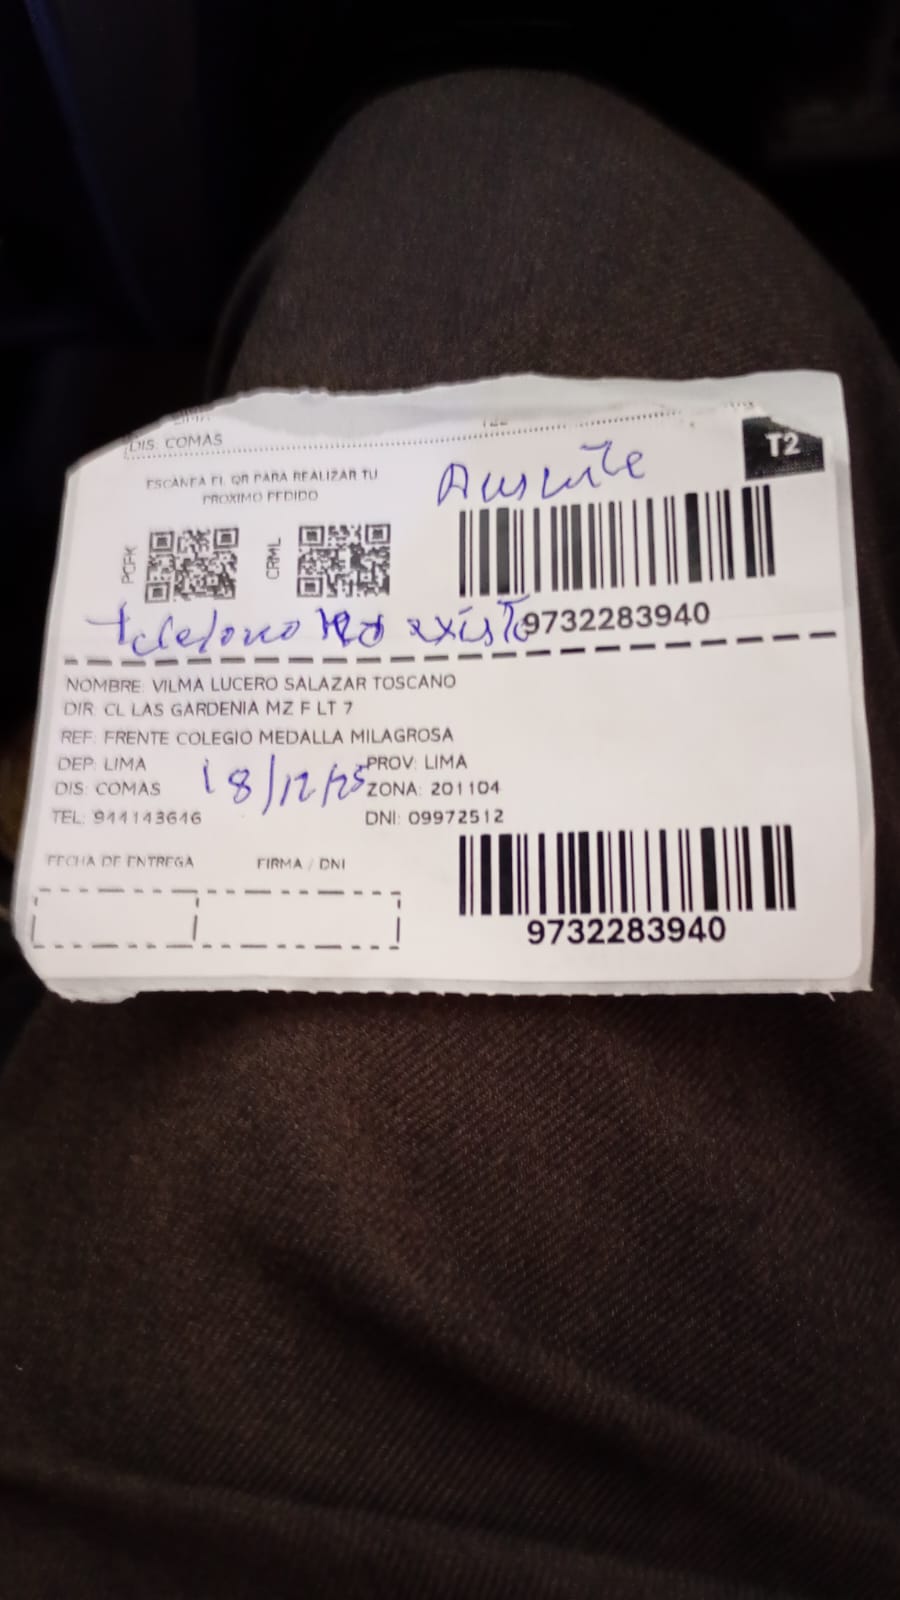 DIS: COMAS
T2
Ausente
ESCANEA EL QR PARA REALIZAR TU
PROXIMO PEDIDO
CRML
telefono no existe
9732283940
NOMBRE: VILMA LUCERO SALAZAR TOSCANO
DIR: CL LAS GARDENIA MZ F LT 7
REF: FRENTE COLEGIO MEDALLA MILAGROSA
DEP: LIMA PROV: LIMA
18/12/25
DIS: COMAS ZONA: 201104
TEL: 944143646 DNI: 09972512
FECHA DE ENTREGA FIRMA / DNI
9732283940